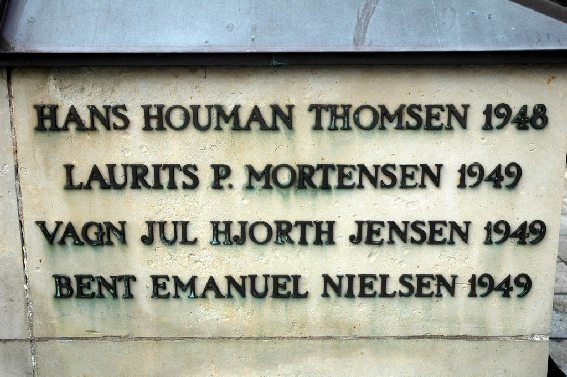 HANS HOUMAN THOMSEN 1948
LAURITS P. MORTENSEN 1949
VAGN JUL HJORTH JENSEN 1949
BENT EMANUEL NIELSEN 1949